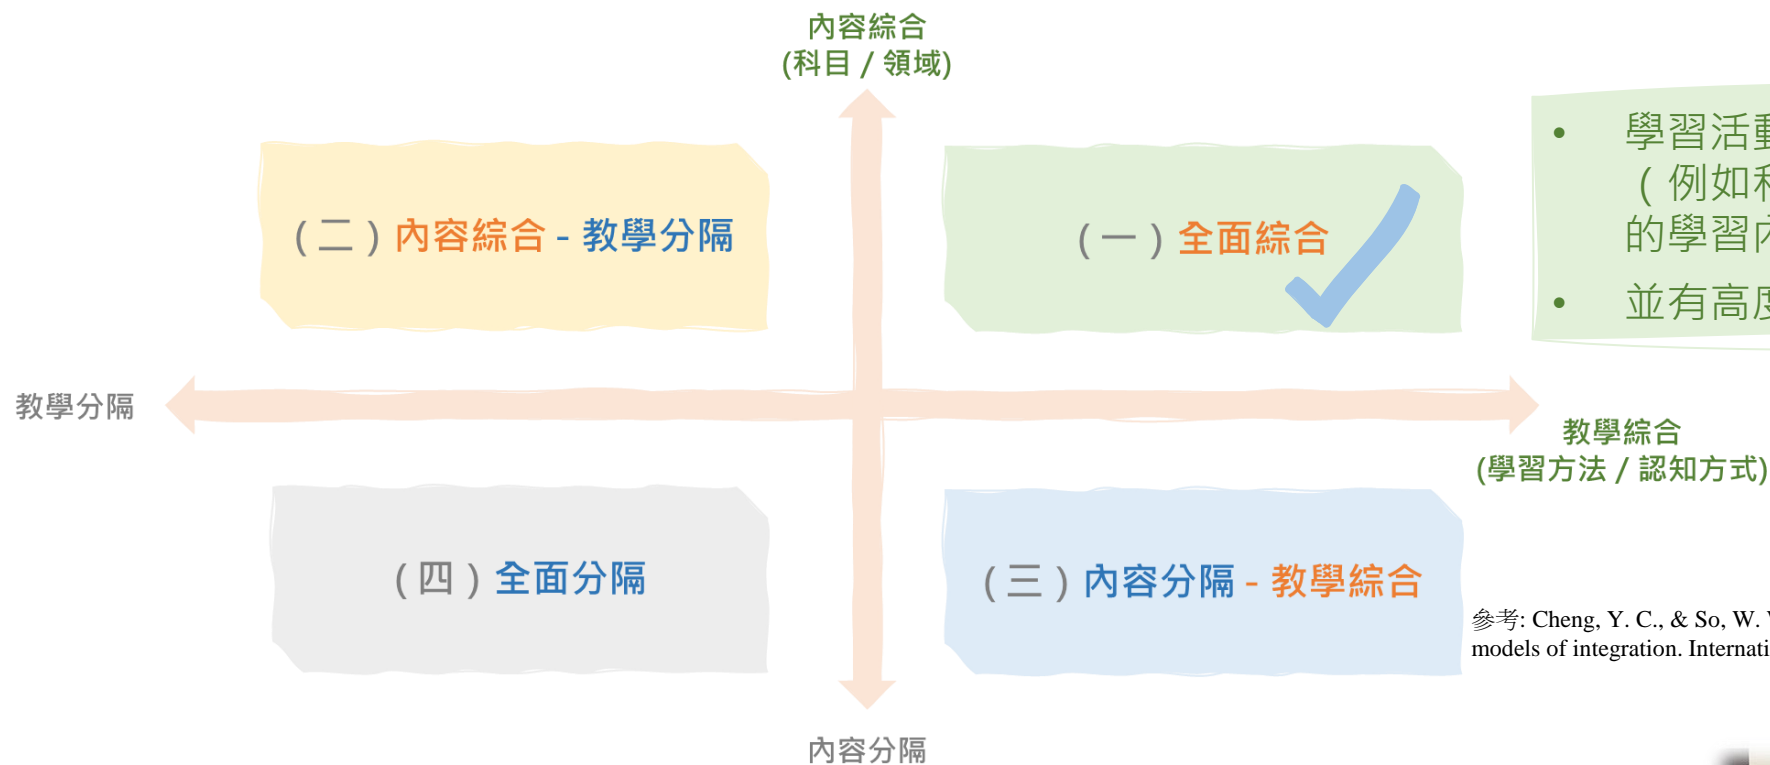 內容綜合
(科目 / 領域)
(二)內容綜合 - 教學分隔
(一)全面綜合
• 學習活
(例如
的學習
• 並有高
教學分隔
教學綜合
(學習方法 / 認知方式)
(四)全面分隔
(三)內容分隔 - 教學綜合
參考: Cheng, Y. C., & So, W.
models of integration. Internati
內容分隔